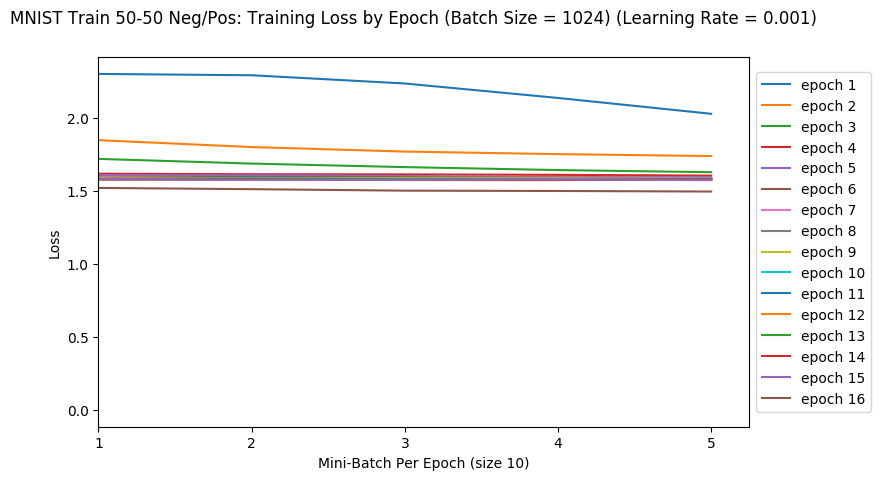 MNIST Train 50-50 Neg/Pos: Training Loss by Epoch (Batch Size = 1024) (Learning Rate = 0.001)
2.0
1.5
1.0
0.5
0.0
Loss
1 2 3 4 5
Mini-Batch Per Epoch (size 10)
epoch 1
epoch 2
epoch 3
epoch 4
epoch 5
epoch 6
epoch 7
epoch 8
epoch 9
epoch 10
epoch 11
epoch 12
epoch 13
epoch 14
epoch 15
epoch 16